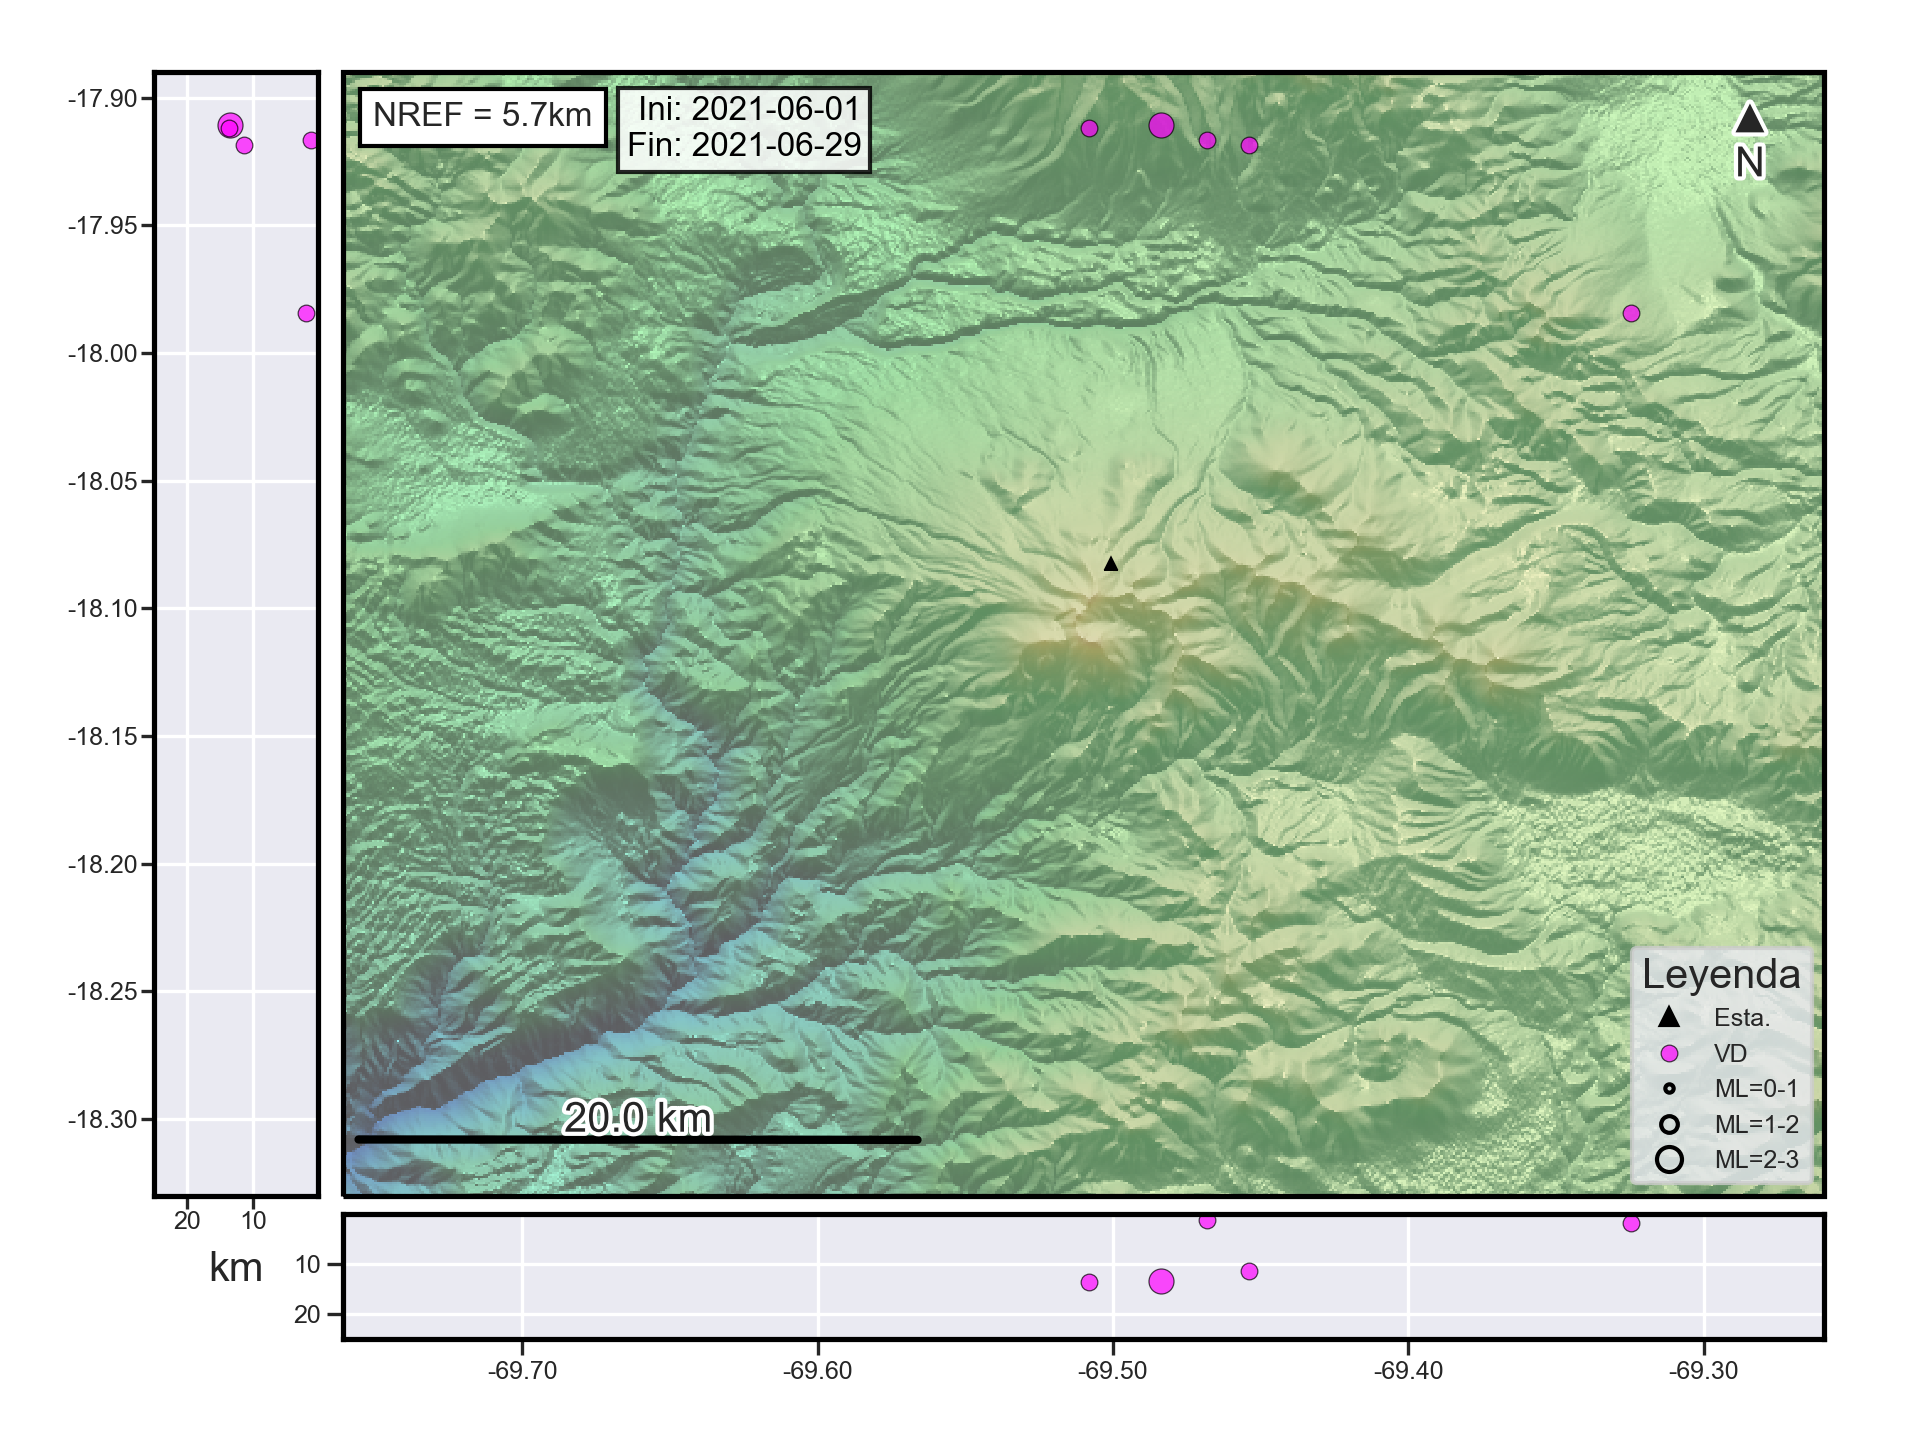 NREF = 5.7km
Ini: 2021-06-01
Fin: 2021-06-29
N
-17.90
-17.95
-18.00
-18.05
-18.10
-18.15
-18.20
-18.25
-18.30
20 10
km
10
20
20.0 km
Leyenda
Esta.
VD
ML=0-1
ML=1-2
ML=2-3
-69.70 -69.60 -69.50 -69.40 -69.30